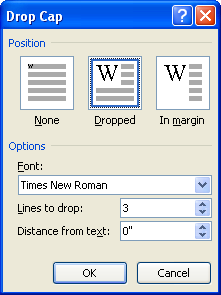 Drop Cap
Position
W W W
None Dropped In margin
Options
Font:
Times New Roman
Lines to drop: 3
Distance from text: 0"
OK Cancel